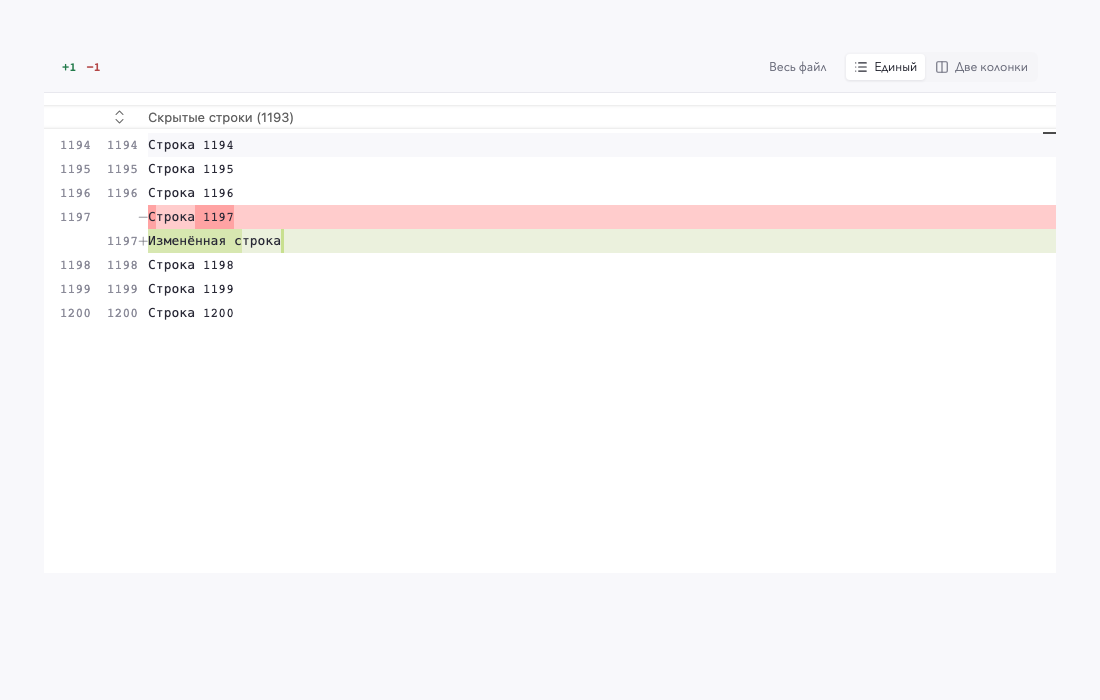 +1 −1 Весь файл Единый Две колонки
Скрытые строки (1193)
1194 1194 Строка 1194
1195 1195 Строка 1195
1196 1196 Строка 1196
1197 −Строка 1197
1197+Изменённая строка
1198 1198 Строка 1198
1199 1199 Строка 1199
1200 1200 Строка 1200